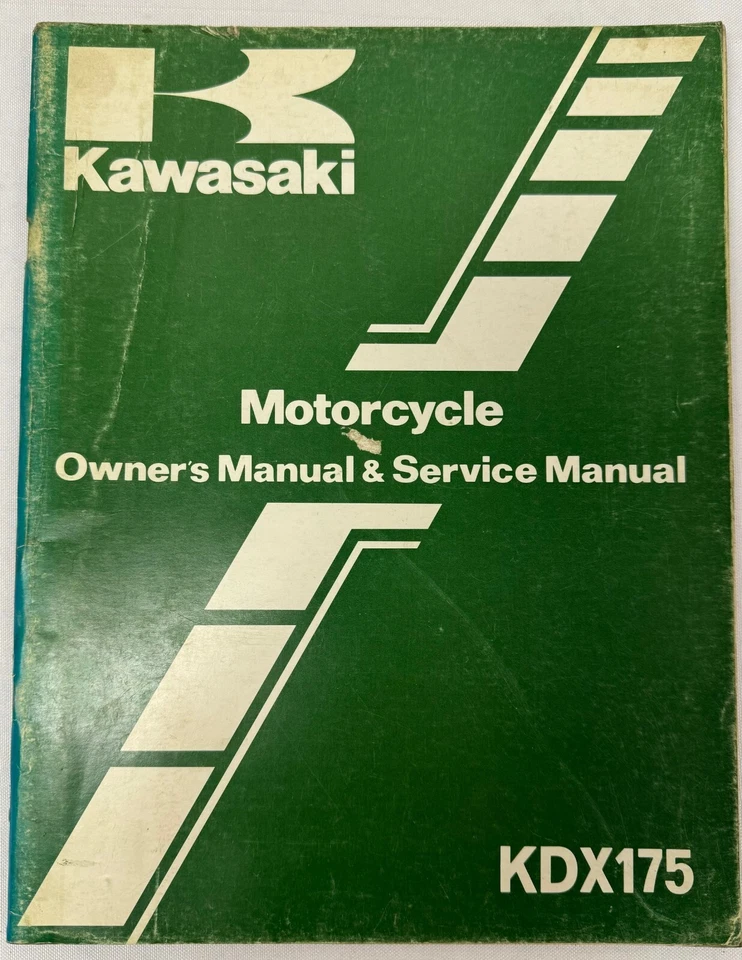 Kawasaki
Motorcycle
Owner's Manual & Service Manual
KDX175